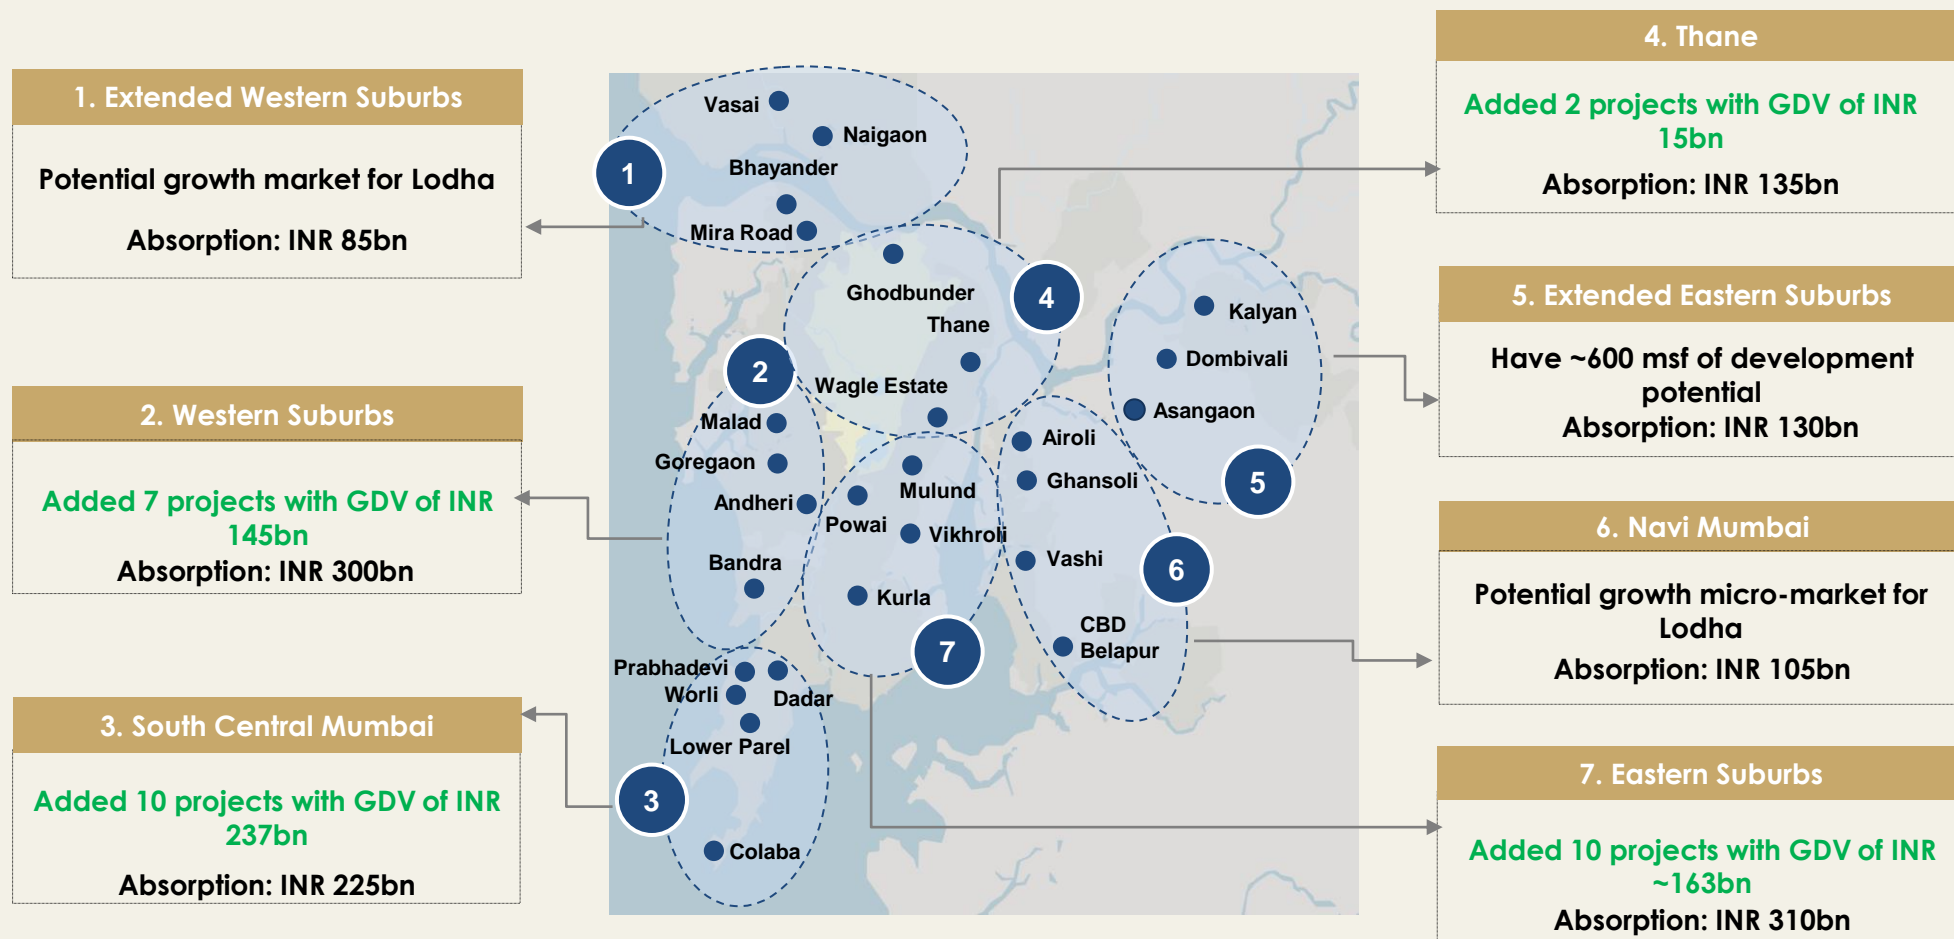 1. Extended Western Suburbs
Potential growth market for Lodha
Absorption: INR 85bn
2. Western Suburbs
Added 7 projects with GDV of INR
145bn
Absorption: INR 300bn
3. South Central Mumbai
Added 10 projects with GDV of INR
237bn
Absorption: INR 225bn
Vasai
Naigaon
1
Bhayander
Mira Road
Ghodbunder
4
Thane
Wagle Estate
2
Malad
Goregaon
Andheri
Bandra
Mulund
Powai
Vikhroli
Kurla
7
Kalyan
Dombivali
Asangaon
5
Airoli
Ghansoli
Vashi
6
CBD
Belapur
Prabhadevi
Worli
Dadar
Lower Parel
3
Colaba
4. Thane
Added 2 projects with GDV of INR
15bn
Absorption: INR 135bn
5. Extended Eastern Suburbs
Have ~600 msf of development
potential
Absorption: INR 130bn
6. Navi Mumbai
Potential growth micro-market for
Lodha
Absorption: INR 105bn
7. Eastern Suburbs
Added 10 projects with GDV of INR
~163bn
Absorption: INR 310bn